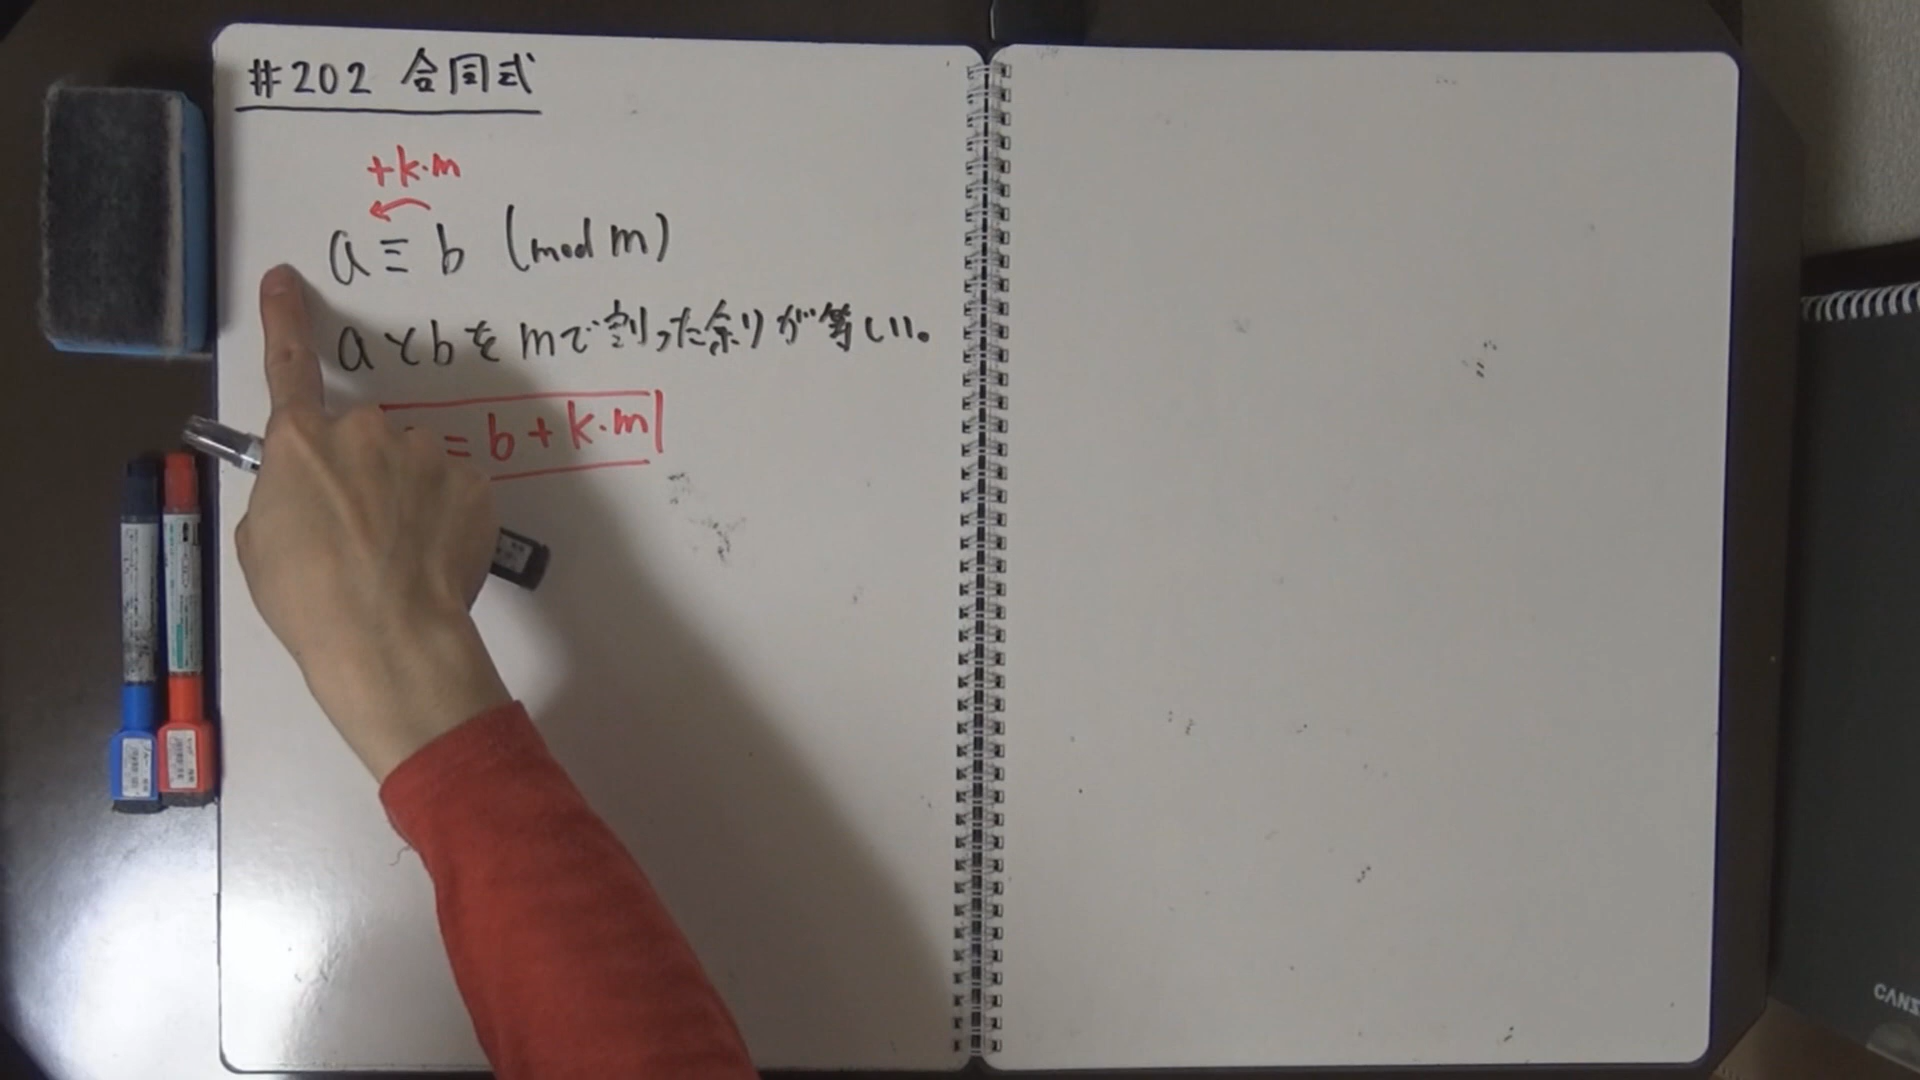 #202 合同式
+k·m
a ≡ b (mod m)
aとbをmで割った余りが等しい。
= b + k·m